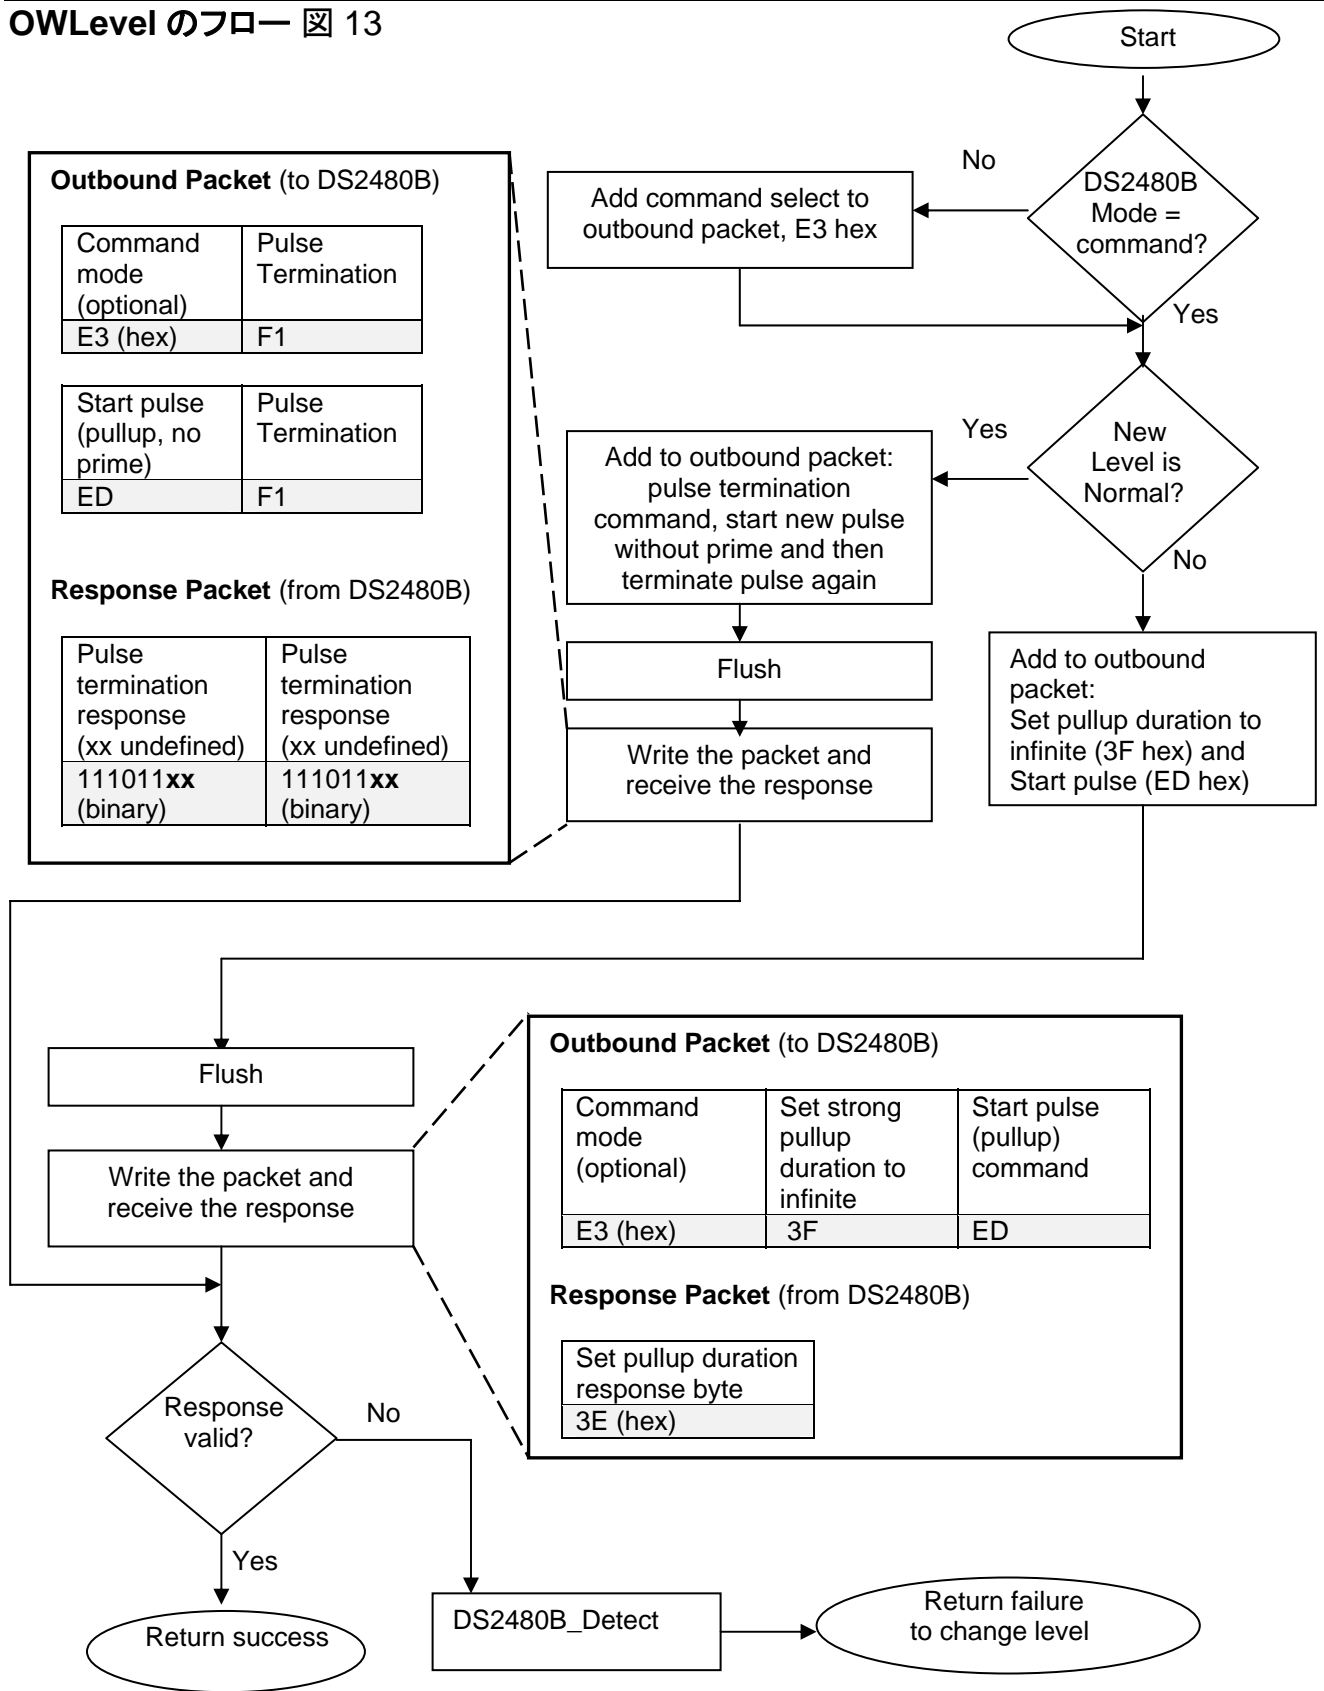 OWLevel のフロー 図 13
Start
No
DS2480B
Mode =
command?
Add command select to
outbound packet, E3 hex
Yes
Outbound Packet (to DS2480B)
Command
mode
(optional)
Pulse
Termination
E3 (hex)
F1
Start pulse
(pullup, no
prime)
Pulse
Termination
ED
F1
Response Packet (from DS2480B)
Pulse
termination
response
(xx undefined)
Pulse
termination
response
(xx undefined)
111011xx
(binary)
111011xx
(binary)
Yes
New
Level is
Normal?
No
Add to outbound packet:
pulse termination
command, start new pulse
without prime and then
terminate pulse again
Flush
Write the packet and
receive the response
Add to outbound
packet:
Set pullup duration to
infinite (3F hex) and
Start pulse (ED hex)
Flush
Write the packet and
receive the response
Outbound Packet (to DS2480B)
Command
mode
(optional)
Set strong
pullup
duration to
infinite
Start pulse
(pullup)
command
E3 (hex)
3F
ED
Response Packet (from DS2480B)
Set pullup duration
response byte
3E (hex)
Response
valid?
No
Yes
Return success
DS2480B_Detect
Return failure
to change level